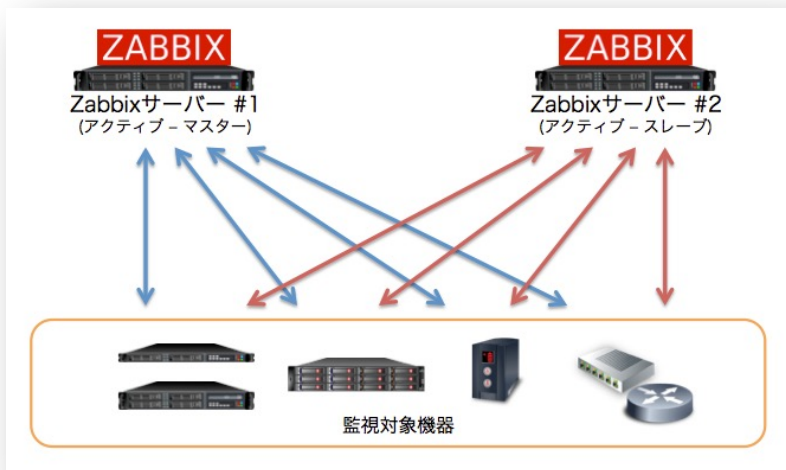 ZABBIX
Zabbixサーバー #1
(アクティブ – マスター)
ZABBIX
Zabbixサーバー #2
(アクティブ – スレーブ)
監視対象機器